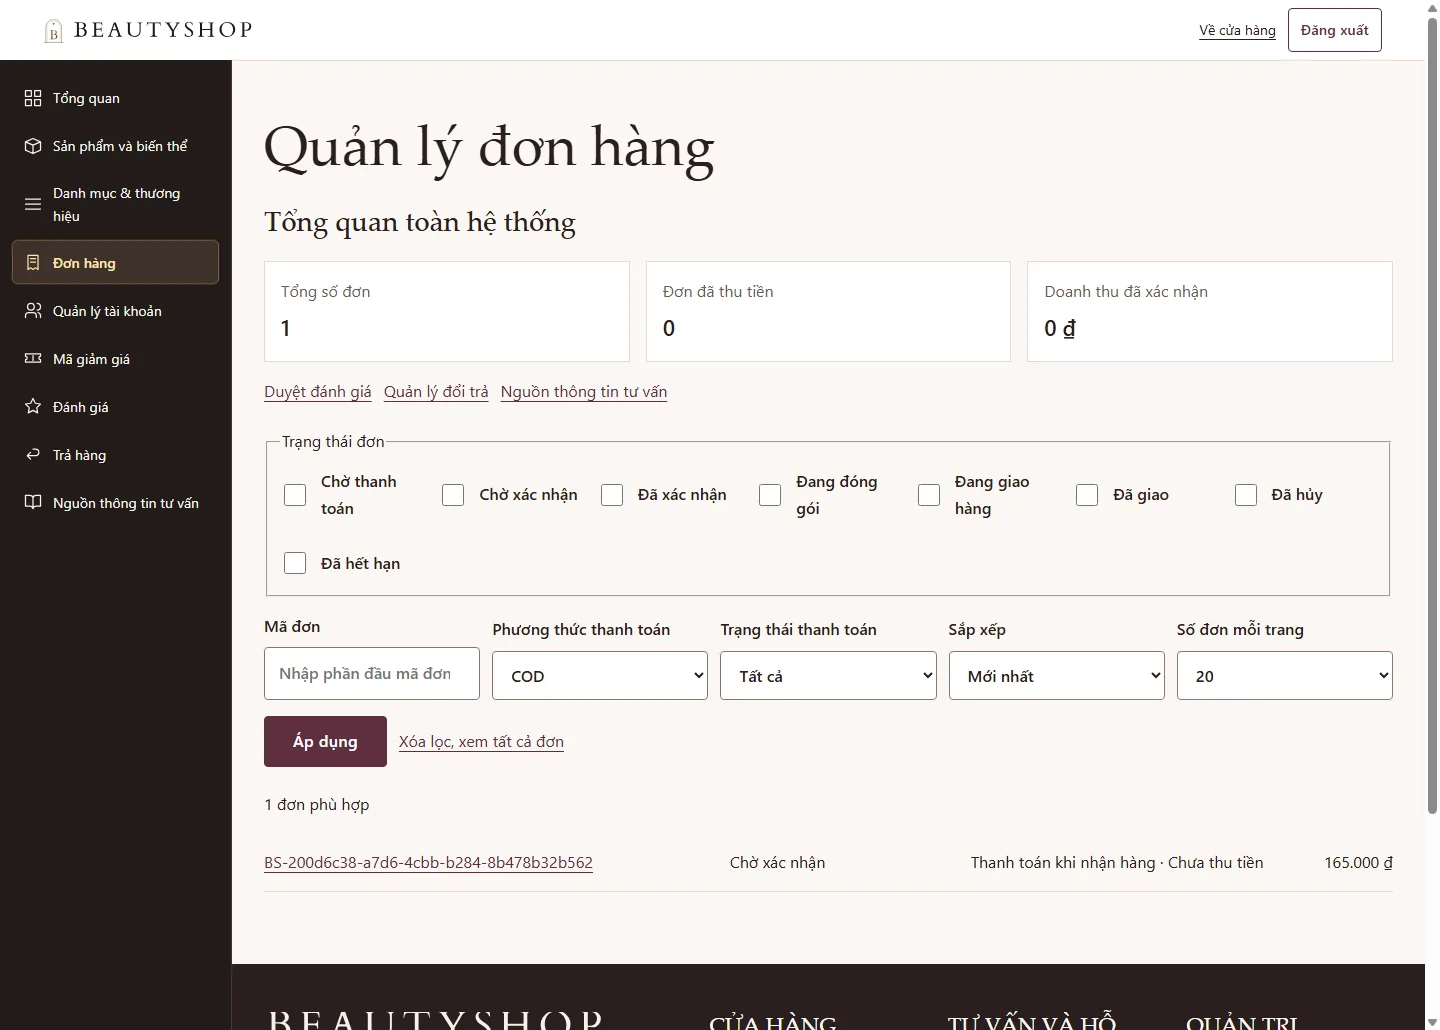 B BEAUTYSHOP
Về cửa hàng
Đăng xuất
Tổng quan
Sản phẩm và biến thể
Danh mục & thương
hiệu
Đơn hàng
Quản lý tài khoản
Mã giảm giá
Đánh giá
Trả hàng
Nguồn thông tin tư vấn
Quản lý đơn hàng
Tổng quan toàn hệ thống
Tổng số đơn
1
Đơn đã thu tiền
0
Doanh thu đã xác nhận
0 ₫
Duyệt đánh giá Quản lý đổi trả Nguồn thông tin tư vấn
Trạng thái đơn
Chờ thanh
toán
Chờ xác nhận
Đã xác nhận
Đang đóng
gói
Đang giao
hàng
Đã giao
Đã hủy
Đã hết hạn
Mã đơn
Nhập phần đầu mã đơn
Phương thức thanh toán
COD
Trạng thái thanh toán
Tất cả
Sắp xếp
Mới nhất
Số đơn mỗi trang
20
Áp dụng
Xóa lọc, xem tất cả đơn
1 đơn phù hợp
BS-200d6c38-a7d6-4cbb-b284-8b478b32b562 Chờ xác nhận Thanh toán khi nhận hàng · Chưa thu tiền 165.000 ₫
BEAUTYSHOP
CỬA HÀNG
TƯ VẤN VÀ HỖ
QUẢN TRỊ